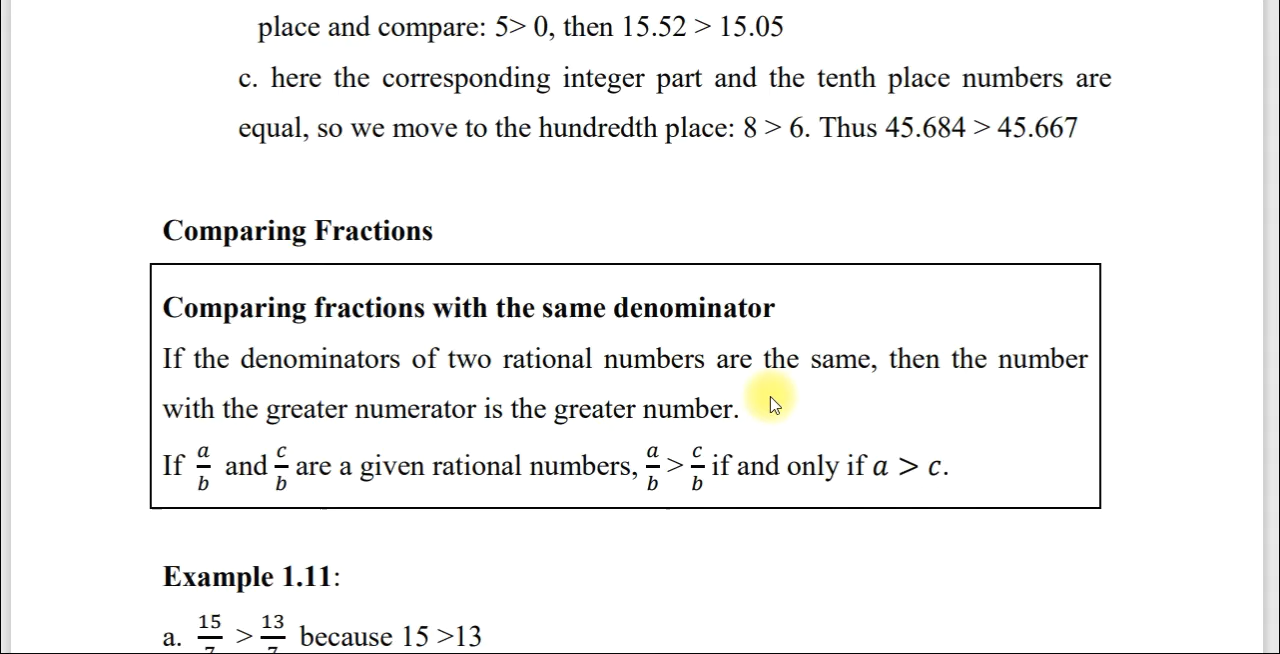 place and compare: 5> 0, then 15.52 > 15.05
c. here the corresponding integer part and the tenth place numbers are
equal, so we move to the hundredth place: 8 > 6. Thus 45.684 > 45.667
Comparing Fractions
Comparing fractions with the same denominator
If the denominators of two rational numbers are the same, then the number
with the greater numerator is the greater number.
If a/b and c/b are a given rational numbers, a/b > c/b if and only if a > c.
Example 1.11:
a. 15/7 > 13/7 because 15 >13